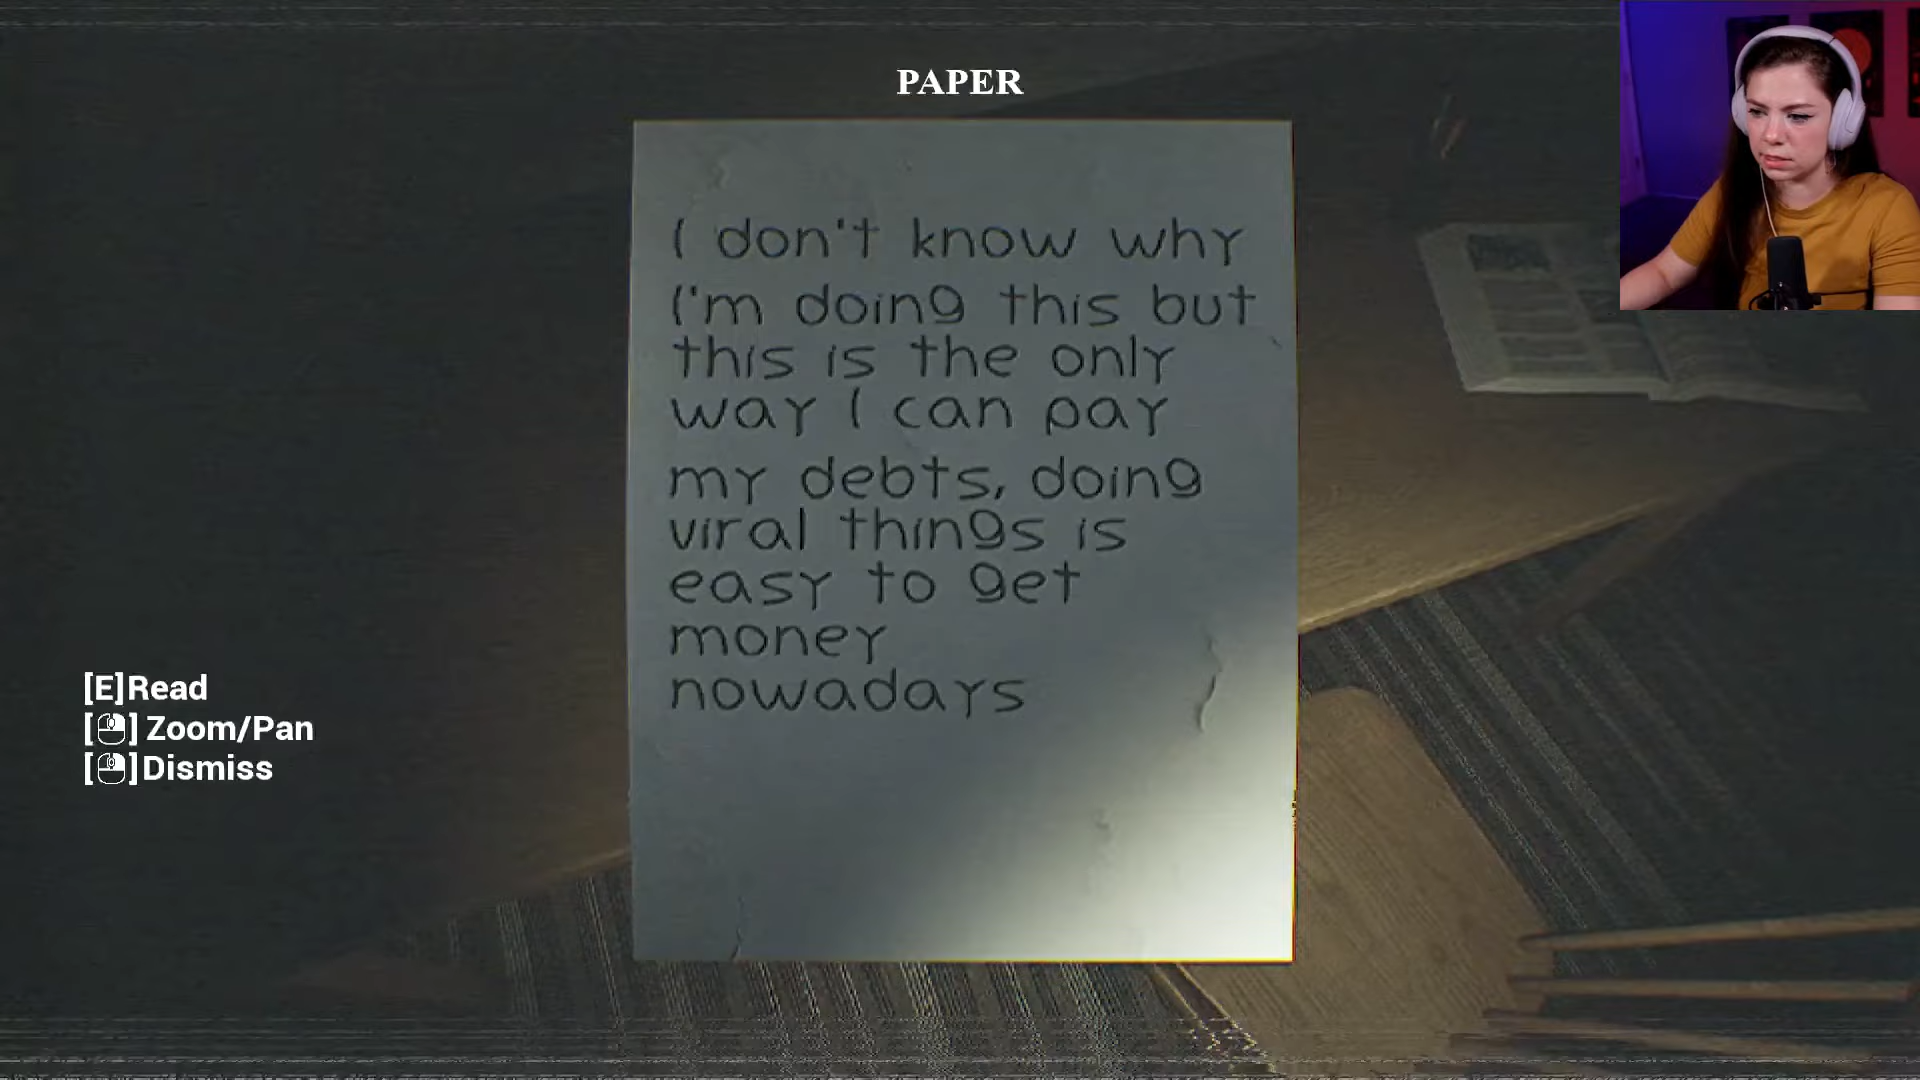 PAPER
I don't know why
I'm doing this but
this is the only
way I can pay
my debts, doing
viral things is
easy to get
money
nowadays
[E]Read
[] Zoom/Pan
[]Dismiss